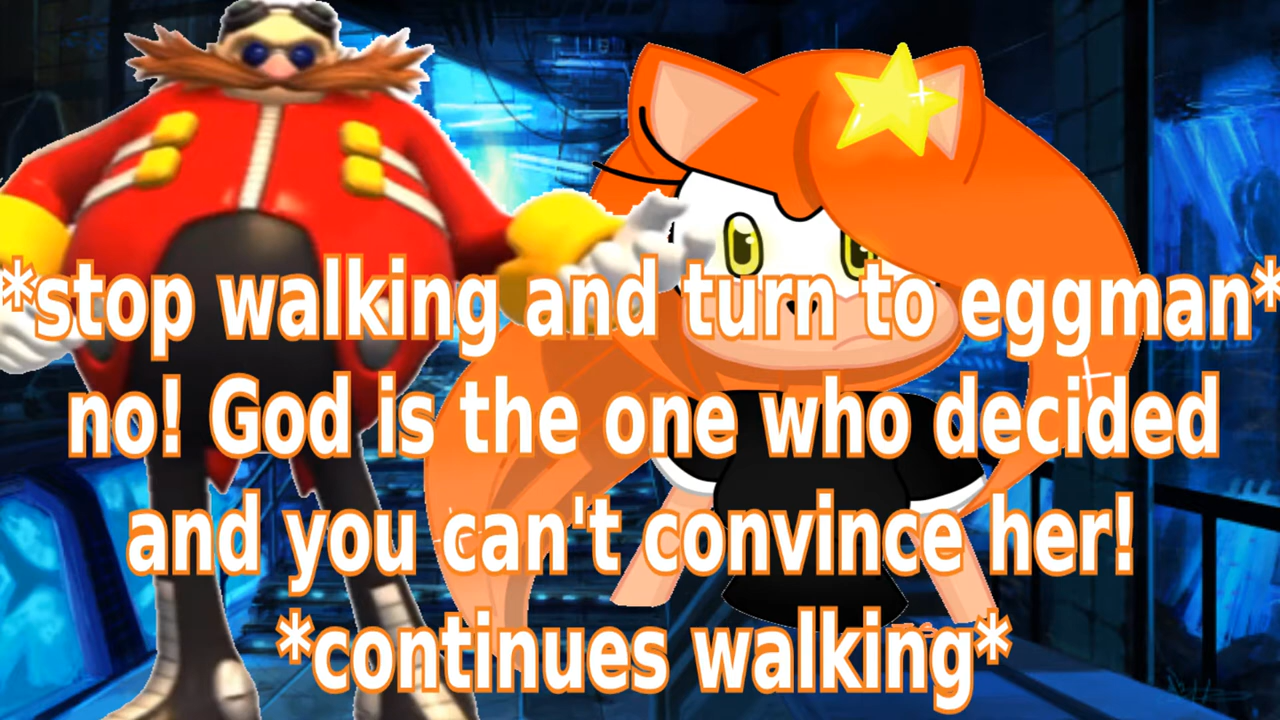 *stop walking and turn to eggman*
no! God is the one who decided
and you can't convince her!
*continues walking*